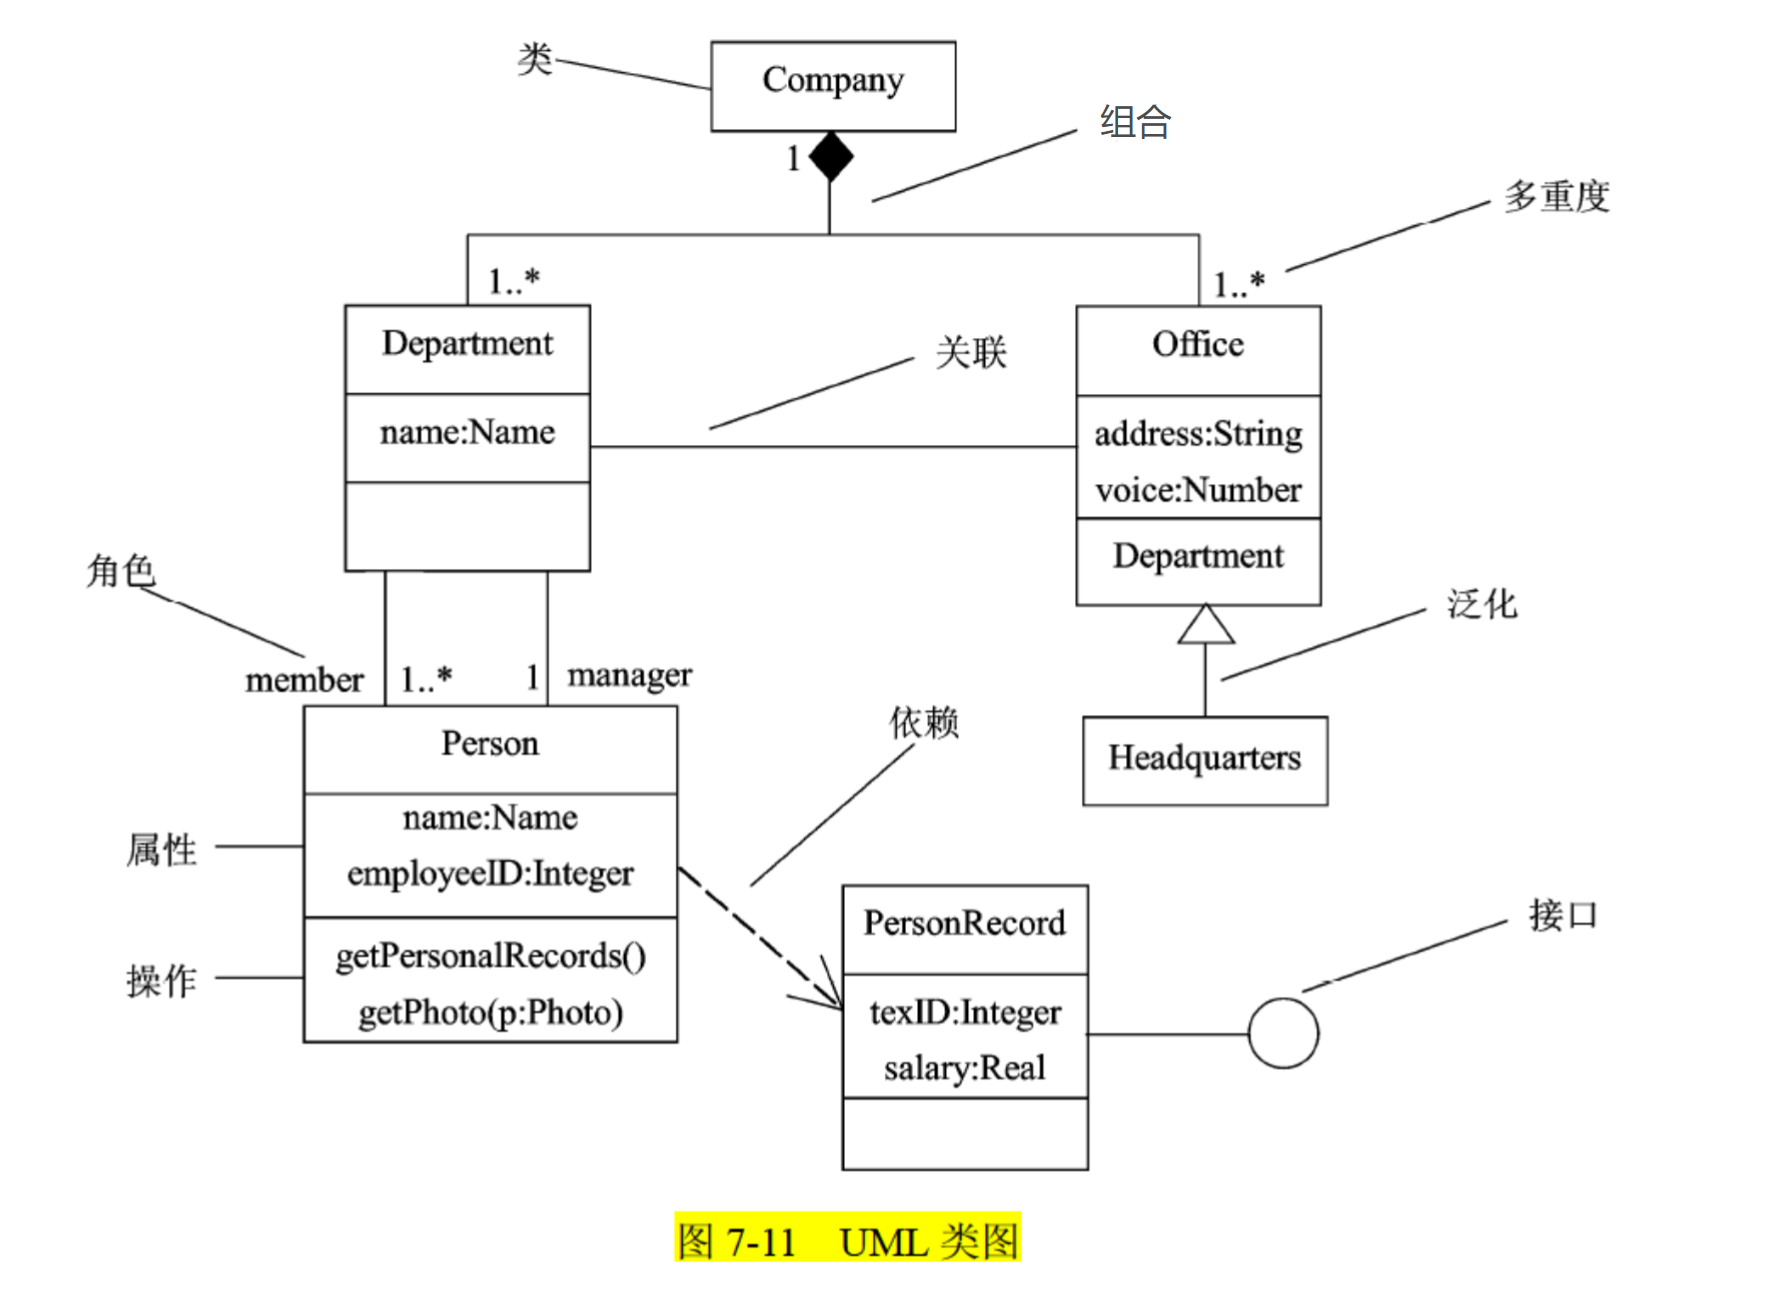 类
Company
组合
1
多重度
1..*
1..*
Department
Office
关联
name:Name
address:String
voice:Number
Department
角色
泛化
member
1..*
1
manager
依赖
Person
Headquarters
name:Name
属性
employeeID:Integer
PersonRecord
接口
getPersonalRecords()
操作
getPhoto(p:Photo)
texID:Integer
salary:Real
图 7-11 UML 类图